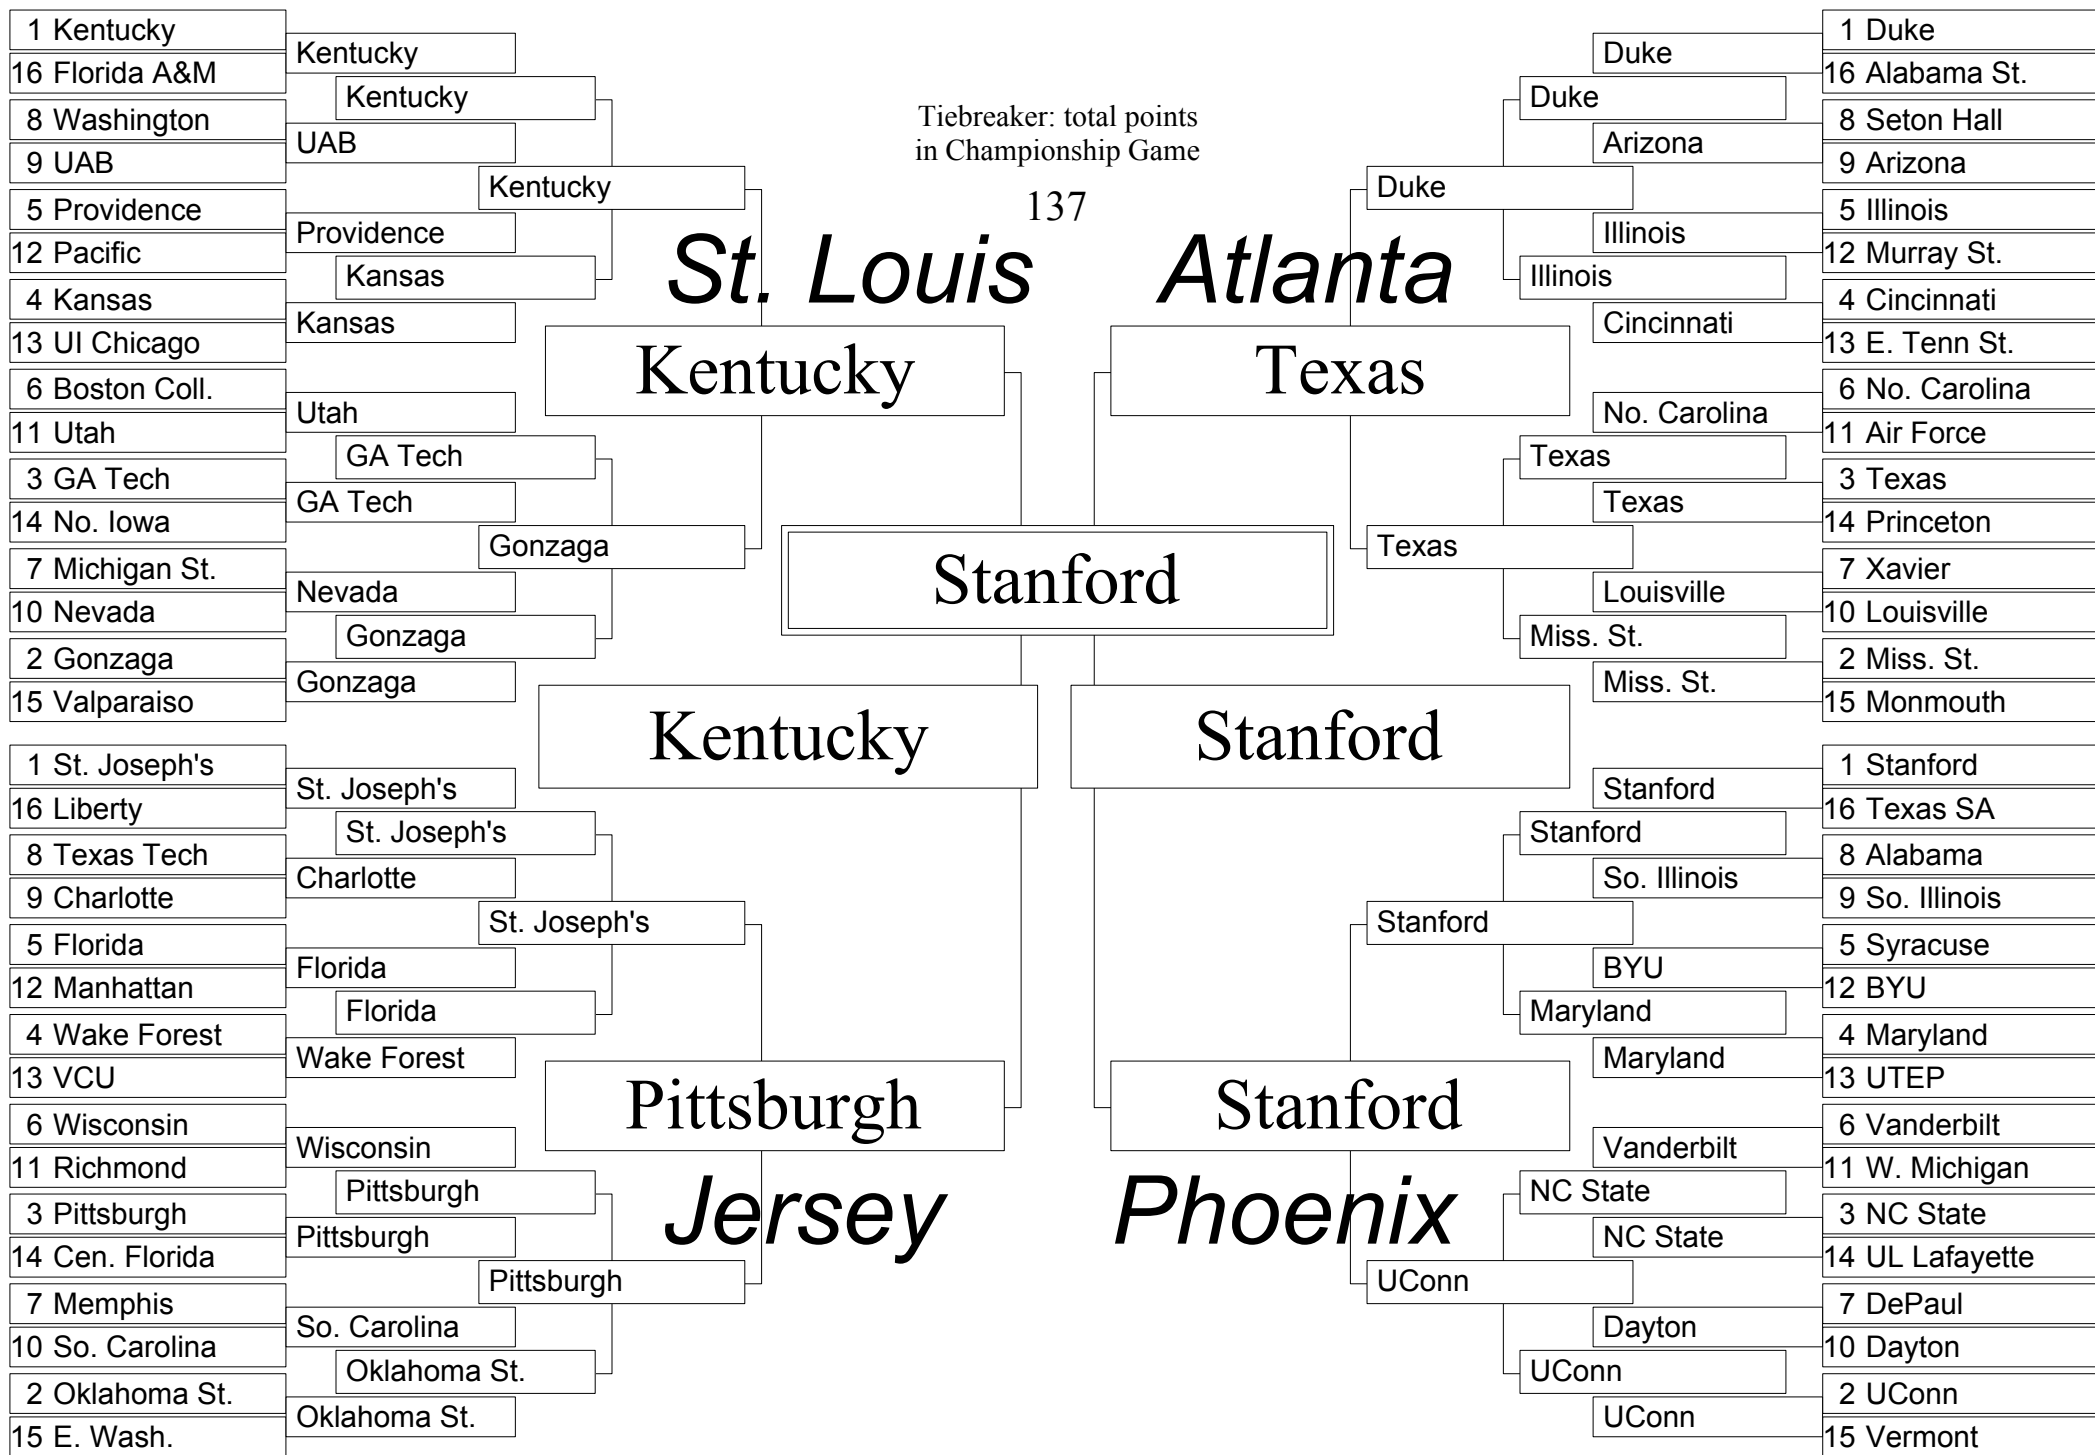 1 Kentucky
16 Florida A&M
8 Washington
9 UAB
5 Providence
12 Pacific
4 Kansas
13 UI Chicago
6 Boston Coll.
11 Utah
3 GA Tech
14 No. Iowa
7 Michigan St.
10 Nevada
2 Gonzaga
15 Valparaiso
Kentucky
UAB
Providence
Kansas
Utah
GA Tech
Nevada
Gonzaga
Kentucky
Kansas
GA Tech
Gonzaga
Kentucky
Gonzaga
St. Louis
Kentucky
1 St. Joseph's
16 Liberty
8 Texas Tech
9 Charlotte
5 Florida
12 Manhattan
4 Wake Forest
13 VCU
6 Wisconsin
11 Richmond
3 Pittsburgh
14 Cen. Florida
7 Memphis
10 So. Carolina
2 Oklahoma St.
15 E. Wash.
St. Joseph's
Charlotte
Florida
Wake Forest
Wisconsin
Pittsburgh
So. Carolina
Oklahoma St.
St. Joseph's
Florida
Pittsburgh
Oklahoma St.
St. Joseph's
Pittsburgh
Pittsburgh
Jersey
Tiebreaker: total points
in Championship Game
137
Stanford
Kentucky
Stanford
Atlanta
Texas
Duke
Texas
Duke
Illinois
Texas
Miss. St.
Duke
Arizona
Illinois
Cincinnati
No. Carolina
Texas
Louisville
Miss. St.
1 Duke
16 Alabama St.
8 Seton Hall
9 Arizona
5 Illinois
12 Murray St.
4 Cincinnati
13 E. Tenn St.
6 No. Carolina
11 Air Force
3 Texas
14 Princeton
7 Xavier
10 Louisville
2 Miss. St.
15 Monmouth
Stanford
Phoenix
Stanford
UConn
Stanford
Maryland
NC State
UConn
Stanford
So. Illinois
BYU
Maryland
Vanderbilt
NC State
Dayton
UConn
1 Stanford
16 Texas SA
8 Alabama
9 So. Illinois
5 Syracuse
12 BYU
4 Maryland
13 UTEP
6 Vanderbilt
11 W. Michigan
3 NC State
14 UL Lafayette
7 DePaul
10 Dayton
2 UConn
15 Vermont